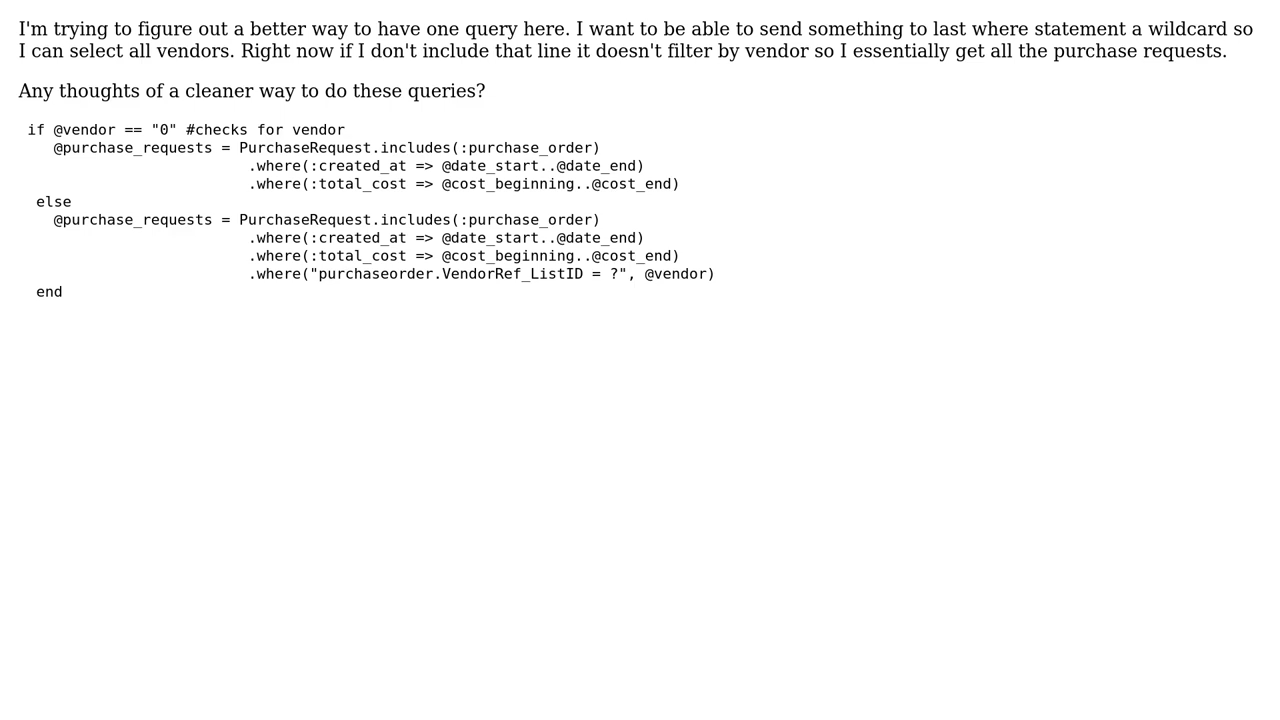 I'm trying to figure out a better way to have one query here. I want to be able to send something to last where statement a wildcard so
I can select all vendors. Right now if I don't include that line it doesn't filter by vendor so I essentially get all the purchase requests.
Any thoughts of a cleaner way to do these queries?
if @vendor == "0" #checks for vendor
   @purchase_requests = PurchaseRequest.includes(:purchase_order)
                         .where(:created_at => @date_start..@date_end)
                         .where(:total_cost => @cost_beginning..@cost_end)
 else
   @purchase_requests = PurchaseRequest.includes(:purchase_order)
                         .where(:created_at => @date_start..@date_end)
                         .where(:total_cost => @cost_beginning..@cost_end)
                         .where("purchaseorder.VendorRef_ListID = ?", @vendor)
 end